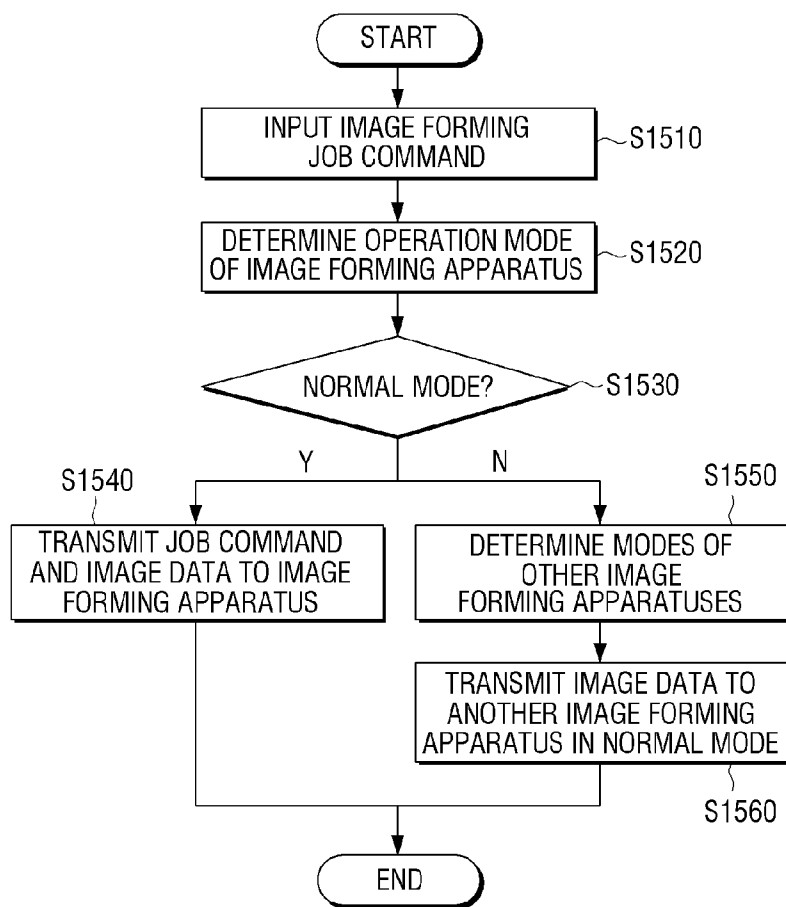 START
INPUT IMAGE FORMING
JOB COMMAND
S1510
DETERMINE OPERATION MODE
OF IMAGE FORMING APPARATUS
S1520
NORMAL MODE?
S1530
Y
N
S1540
TRANSMIT JOB COMMAND
AND IMAGE DATA TO IMAGE
FORMING APPARATUS
S1550
DETERMINE MODES OF
OTHER IMAGE
FORMING APPARATUSES
TRANSMIT IMAGE DATA TO
ANOTHER IMAGE FORMING
APPARATUS IN NORMAL MODE
S1560
END